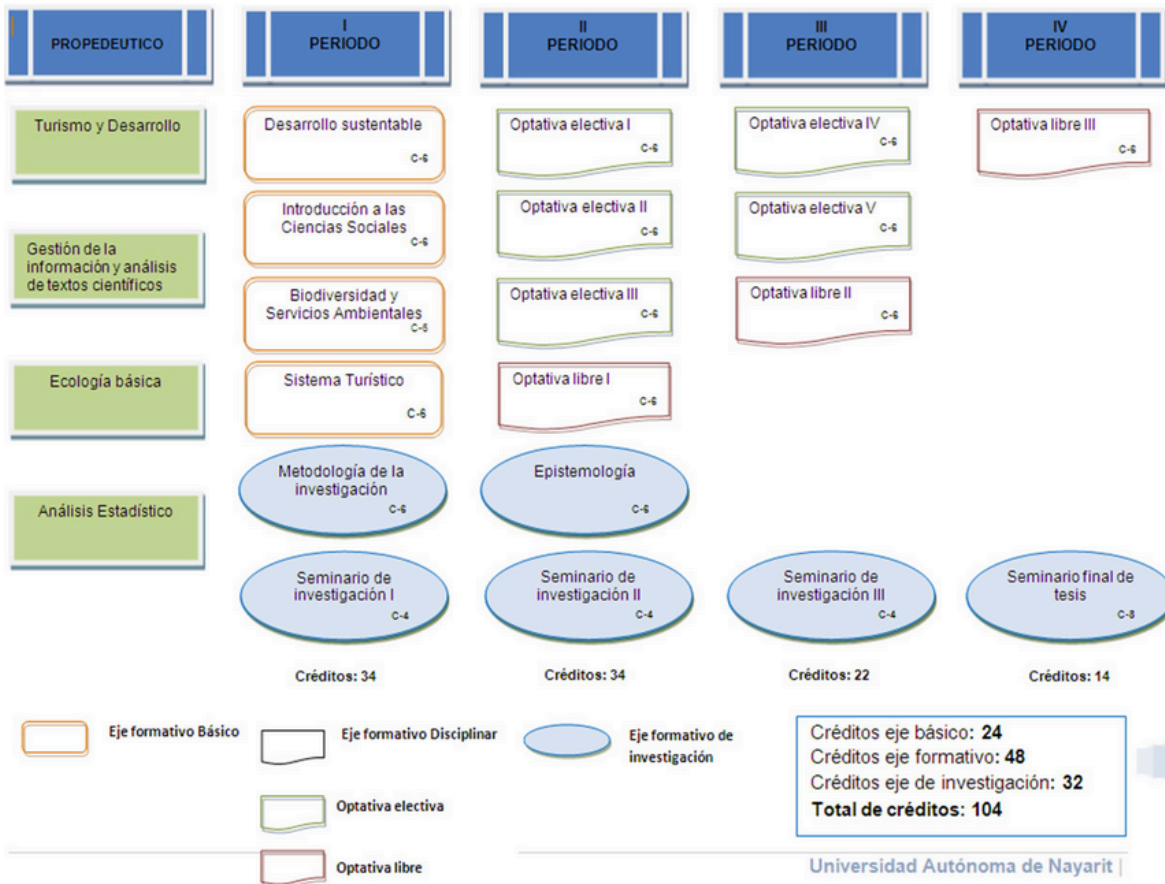 PROPEDEUTICO
I
PERIODO
II
PERIODO
III
PERIODO
IV
PERIODO
Turismo y Desarrollo
Gestión de la
información y análisis
de textos científicos
Ecología básica
Análisis Estadístico
Desarrollo sustentable
C-6
Introducción a las
Ciencias Sociales
C-6
Biodiversidad y
Servicios Ambientales
C-6
Sistema Turístico
C-6
Metodología de la
investigación
C-6
Seminario de
investigación I
C-4
Créditos: 34
Optativa electiva I
C-6
Optativa electiva II
C-6
Optativa electiva III
C-6
Optativa libre I
C-6
Epistemología
C-6
Seminario de
investigación II
C-4
Créditos: 34
Optativa electiva IV
C-6
Optativa electiva V
C-6
Optativa libre II
C-6
Seminario de
investigación III
C-4
Créditos: 22
Optativa libre III
C-6
Seminario final de
tesis
C-8
Créditos: 14
Eje formativo Básico
Eje formativo Disciplinar
Optativa electiva
Optativa libre
Eje formativo de
investigación
Créditos eje básico: 24
Créditos eje formativo: 48
Créditos eje de investigación: 32
Total de créditos: 104
Universidad Autónoma de Nayarit |